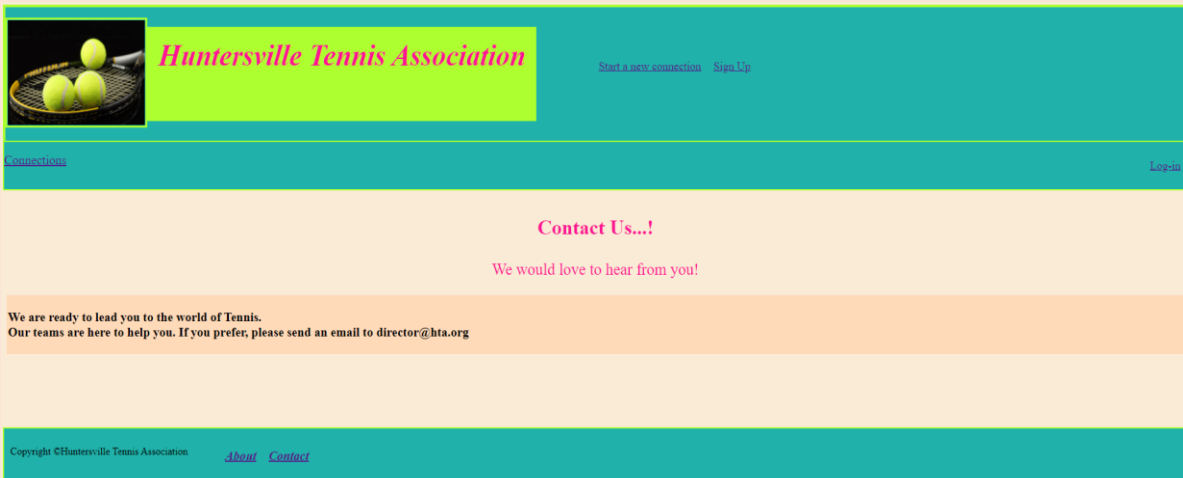 Huntersville Tennis Association
Start a new connection Sign Up
Connections
Log-in
Contact Us...!
We would love to hear from you!
We are ready to lead you to the world of Tennis.
Our teams are here to help you. If you prefer, please send an email to director@hta.org
Copyright ©Huntersville Tennis Association
About Contact